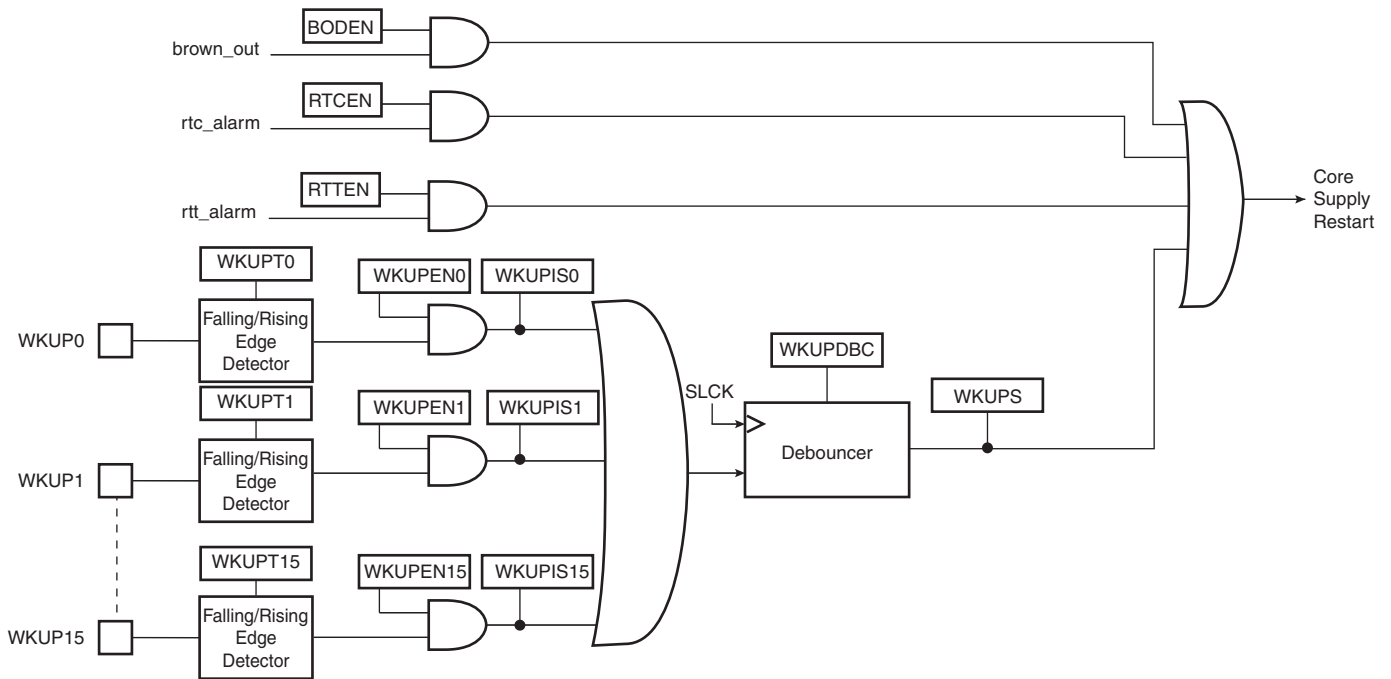 BODEN
brown_out
RTCEN
rtc_alarm
RTTEN
rtt_alarm
Core
Supply
Restart
WKUPT0
WKUPEN0
WKUPIS0
WKUP0
Falling/Rising
Edge
Detector
WKUPDBC
WKUPT1
WKUPEN1
WKUPIS1
SLCK
WKUPS
Debouncer
WKUP1
Falling/Rising
Edge
Detector
WKUPT15
WKUPEN15
WKUPIS15
WKUP15
Falling/Rising
Edge
Detector